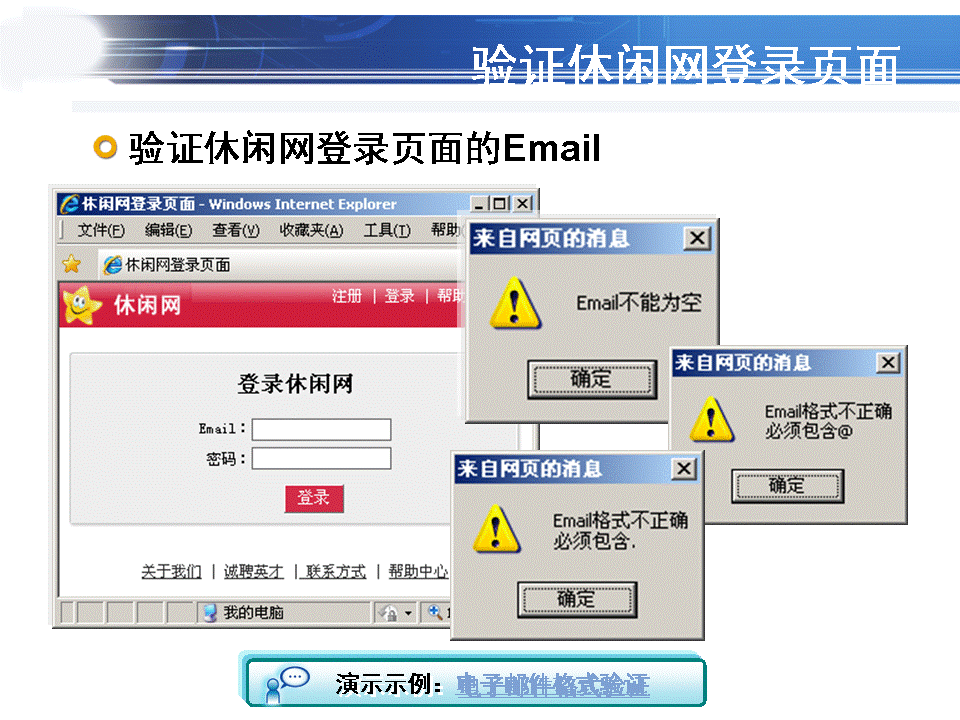 验证休闲网登录页面
验证休闲网登录页面的Email
休闲网登录页面 - Windows Internet Explorer
文件(F) 编辑(E) 查看(V) 收藏夹(A) 工具(T) 帮助
休闲网登录页面
休闲网 注册 | 登录 | 帮助
登录休闲网
Email：
密码：
登录
关于我们 | 诚聘英才 | 联系方式 | 帮助中心
我的电脑
来自网页的消息
Email不能为空
确定
来自网页的消息
Email格式不正确
必须包含@
确定
来自网页的消息
Email格式不正确
必须包含.
确定
演示示例：电子邮件格式验证